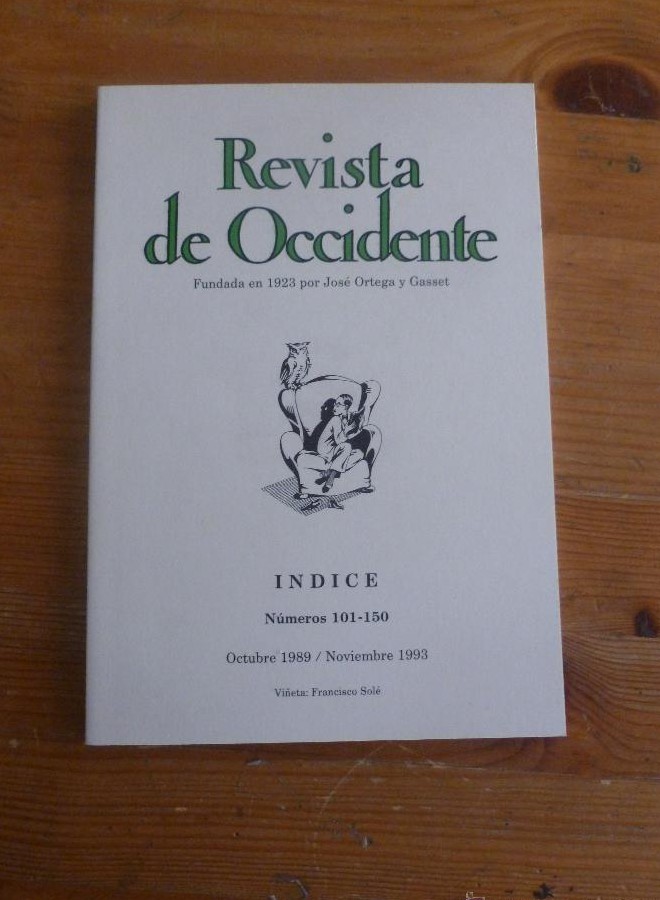 Revista
de Occidente
Fundada en 1923 por José Ortega y Gasset
INDICE
Números 101-150
Octubre 1989 / Noviembre 1993
Viñeta: Francisco Solé